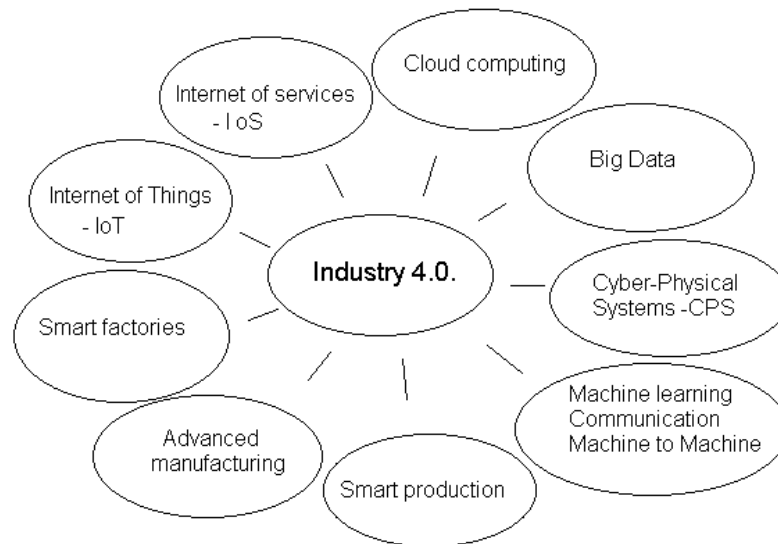 Cloud computing
Internet of services
- I oS
Big Data
Internet of Things
- IoT
Industry 4.0.
Cyber-Physical
Systems -CPS
Smart factories
Machine learning
Communication
Machine to Machine
Advanced
manufacturing
Smart production